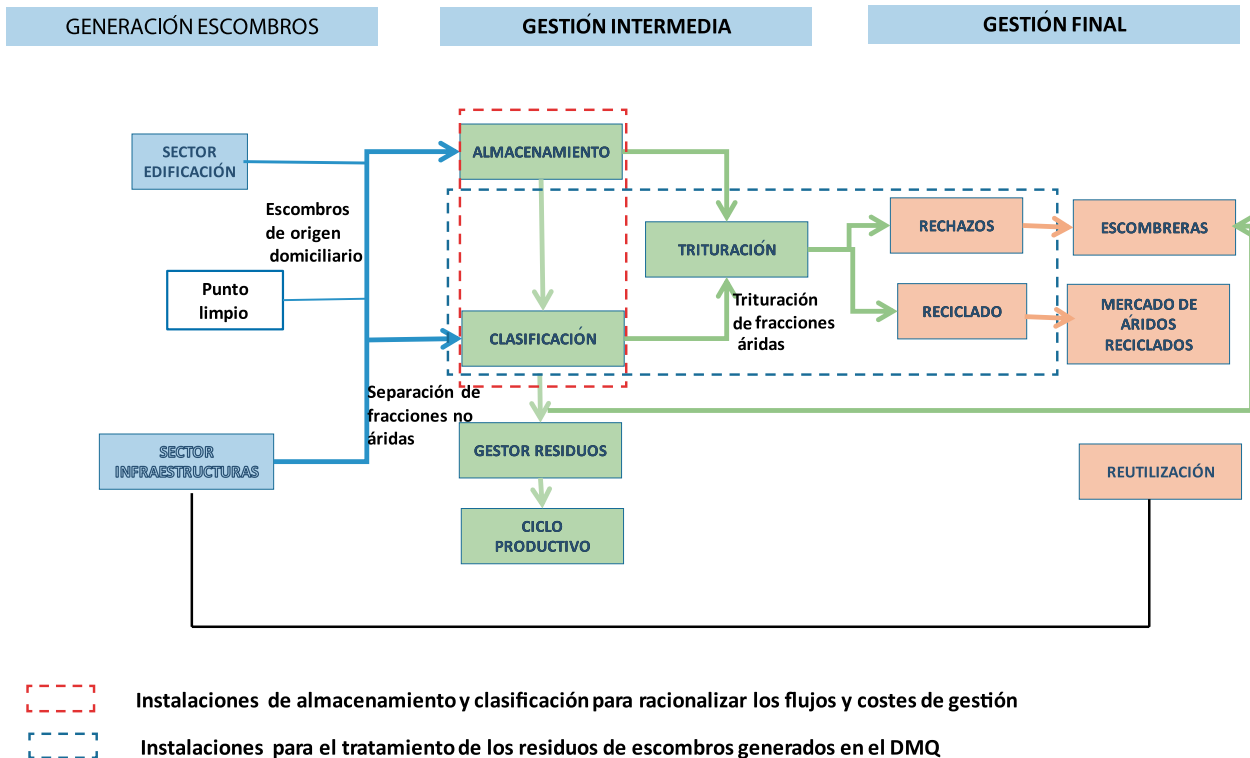 GENERACIÓN ESCOMBROS
GESTIÓN INTERMEDIA
GESTIÓN FINAL
SECTOR
EDIFICACIÓN
ALMACENAMIENTO
Escombros
de origen
domiciliario
TRITURACIÓN
RECHAZOS
ESCOMBRERAS
Punto
limpio
CLASIFICACIÓN
Trituración
de fracciones
áridas
RECICLADO
MERCADO DE
ÁRIDOS
RECICLADOS
Separación de
fracciones no
áridas
SECTOR
INFRAESTRUCTURAS
GESTOR RESIDUOS
REUTILIZACIÓN
CICLO
PRODUCTIVO
Instalaciones de almacenamiento y clasificación para racionalizar los flujos y costes de gestión
Instalaciones para el tratamiento de los residuos de escombros generados en el DMQ